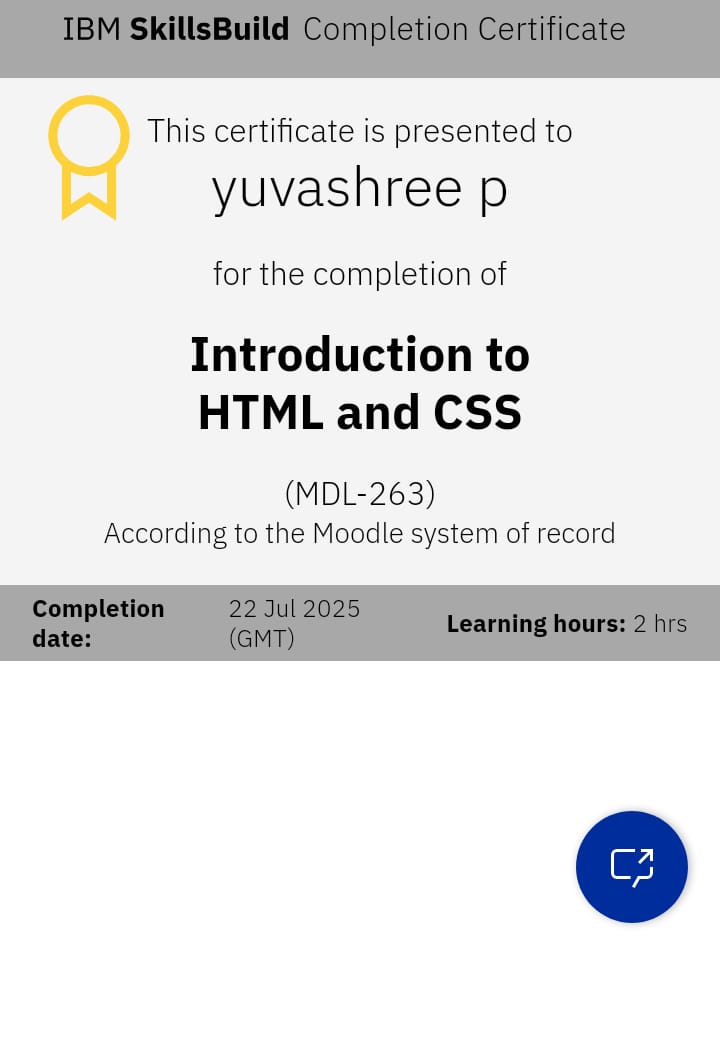 IBM SkillsBuild Completion Certificate
This certificate is presented to
yuvashree p
for the completion of
Introduction to
HTML and CSS
(MDL-263)
According to the Moodle system of record
Completion date:
22 Jul 2025 (GMT)
Learning hours: 2 hrs